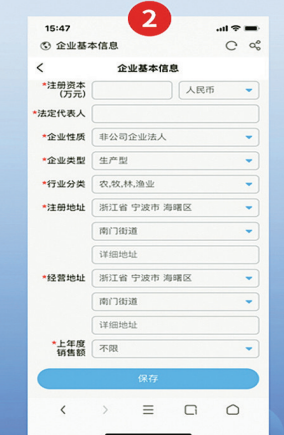 2
15:47
企业基本信息
企业基本信息
*注册资本
(万元)
人民币
*法定代表人
*企业性质 非公司企业法人
*企业类型 生产型
*行业分类 农,牧,林,渔业
*注册地址 浙江省 宁波市 海曙区
南门街道
详细地址
*经营地址 浙江省 宁波市 海曙区
南门街道
详细地址
*上年度
销售额
不限
保存